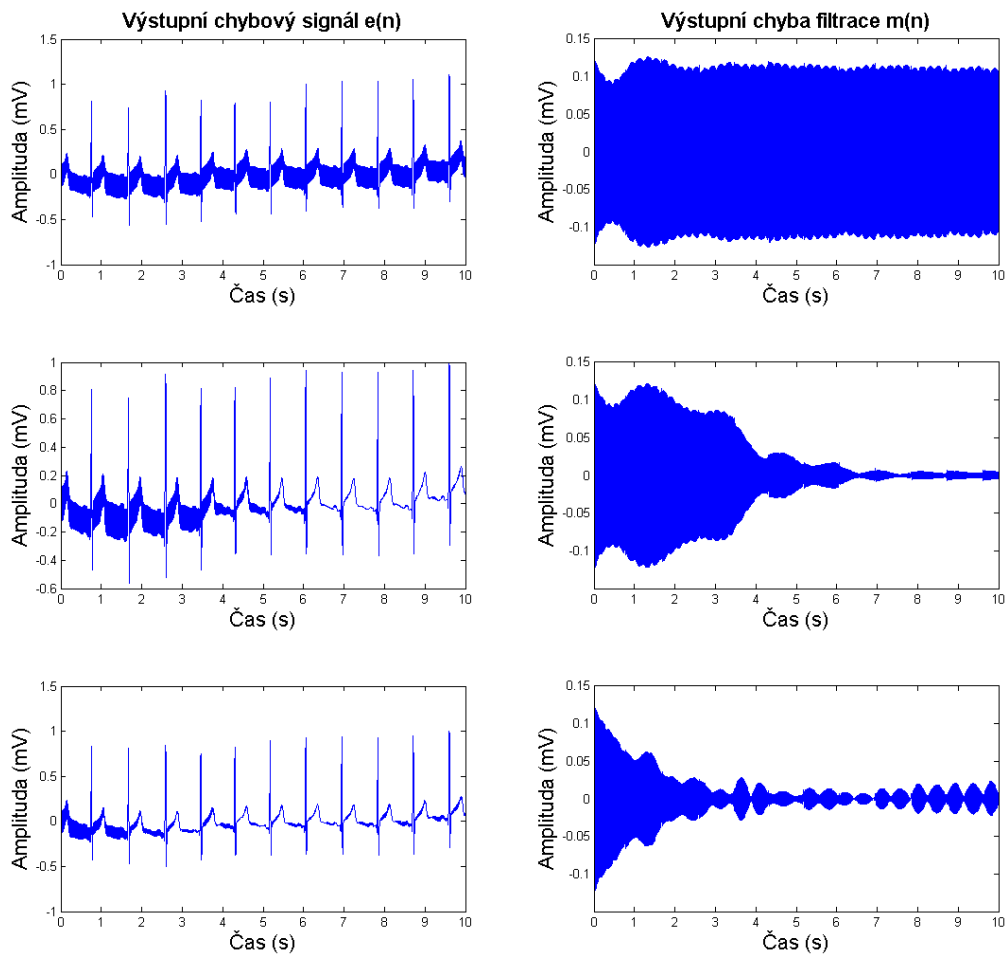 Výstupní chybový signál e(n)
Výstupní chyba filtrace m(n)
Amplituda (mV)
1.5
1
0.5
0
-0.5
-1
0 1 2 3 4 5 6 7 8 9 10
Čas (s)
Amplituda (mV)
0.15
0.1
0.05
0
-0.05
-0.1
0 1 2 3 4 5 6 7 8 9 10
Čas (s)
Amplituda (mV)
1
0.8
0.6
0.4
0.2
0
-0.2
-0.4
-0.6
0 1 2 3 4 5 6 7 8 9 10
Čas (s)
Amplituda (mV)
0.15
0.1
0.05
0
-0.05
-0.1
0 1 2 3 4 5 6 7 8 9 10
Čas (s)
Amplituda (mV)
1.5
1
0.5
0
-0.5
-1
0 1 2 3 4 5 6 7 8 9 10
Čas (s)
Amplituda (mV)
0.15
0.1
0.05
0
-0.05
-0.1
0 1 2 3 4 5 6 7 8 9 10
Čas (s)